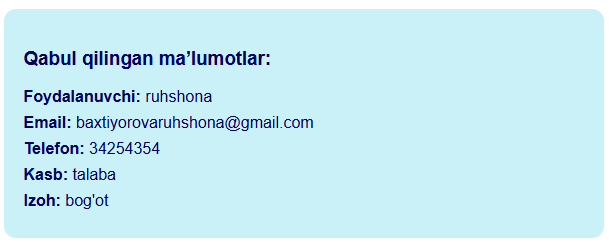 Qabul qilingan ma’lumotlar:
Foydalanuvchi: ruhshona
Email: baxtiyorovaruhshona@gmail.com
Telefon: 34254354
Kasb: talaba
Izoh: bog'ot